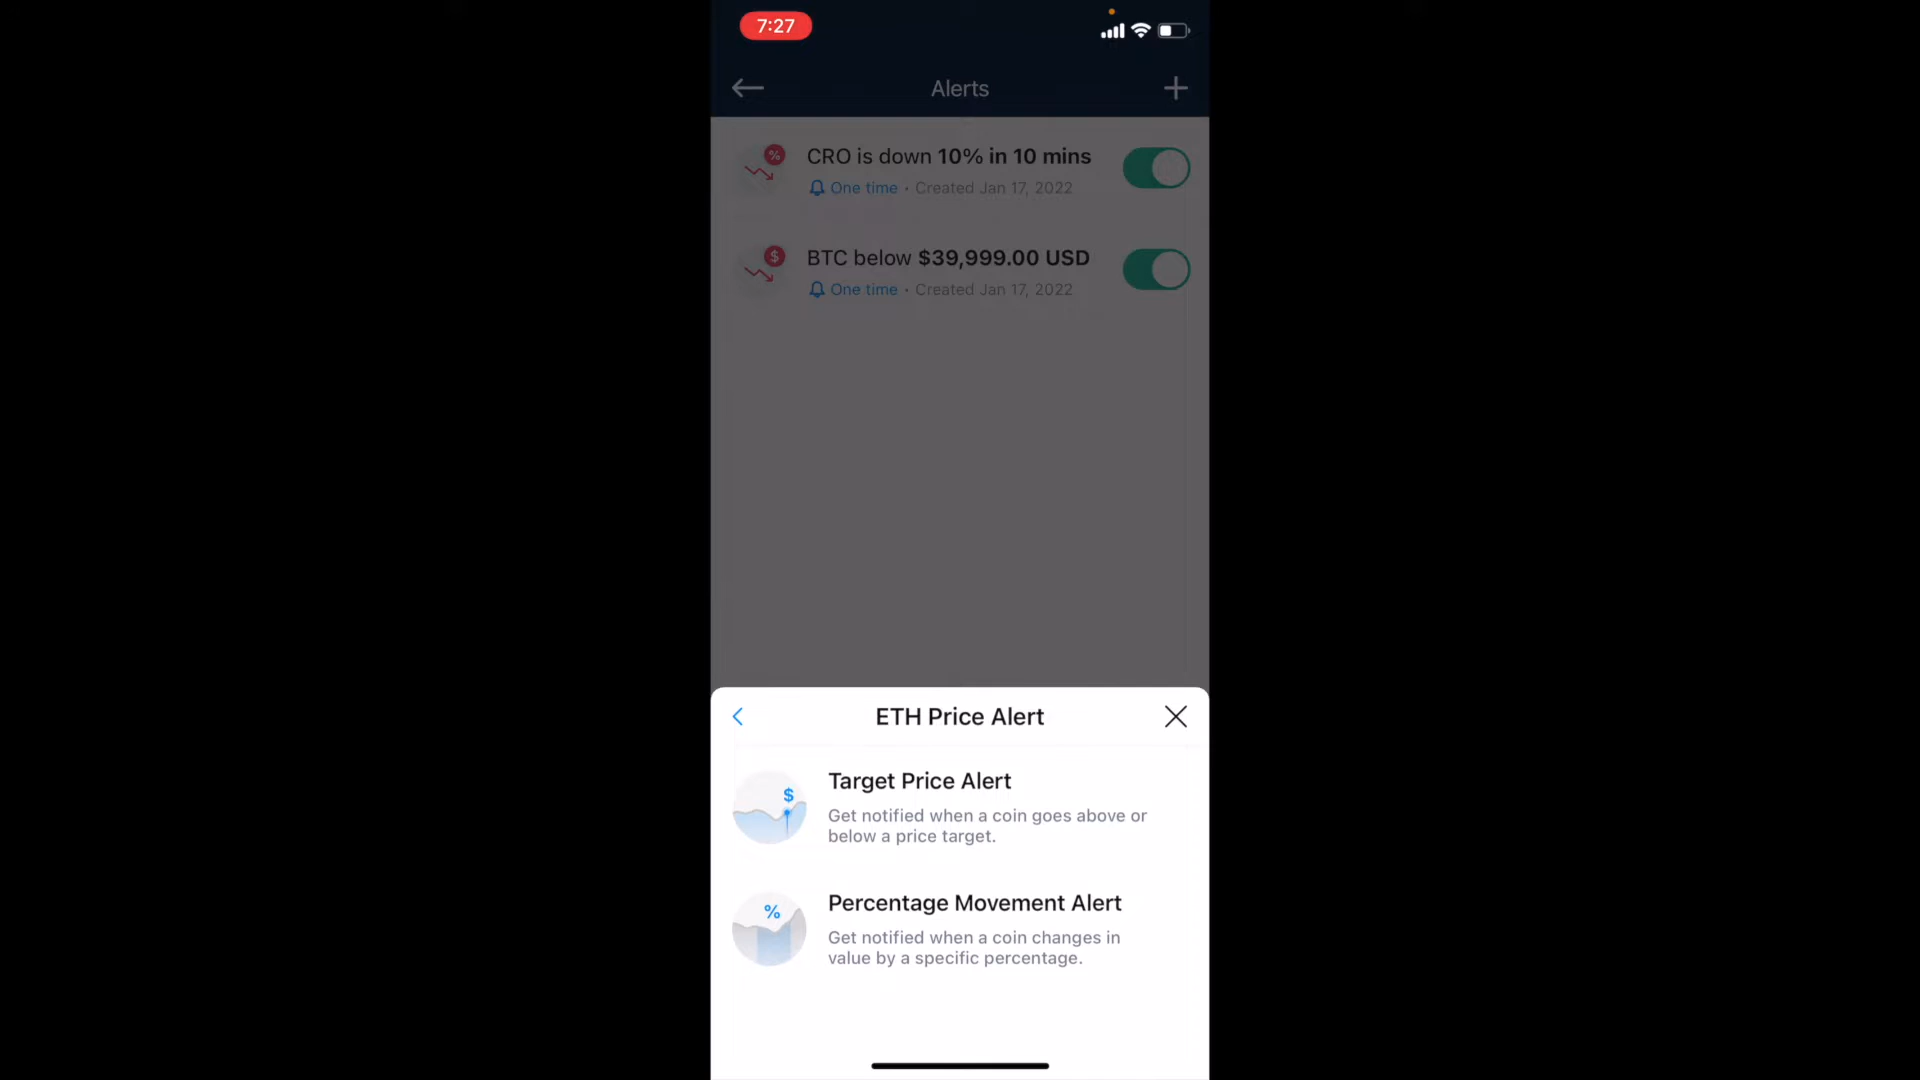 7:27
Alerts
%
CRO is down 10% in 10 mins
One time • Created Jan 17, 2022
$
BTC below $39,999.00 USD
One time • Created Jan 17, 2022
ETH Price Alert
$
Target Price Alert
Get notified when a coin goes above or
below a price target.
%
Percentage Movement Alert
Get notified when a coin changes in
value by a specific percentage.